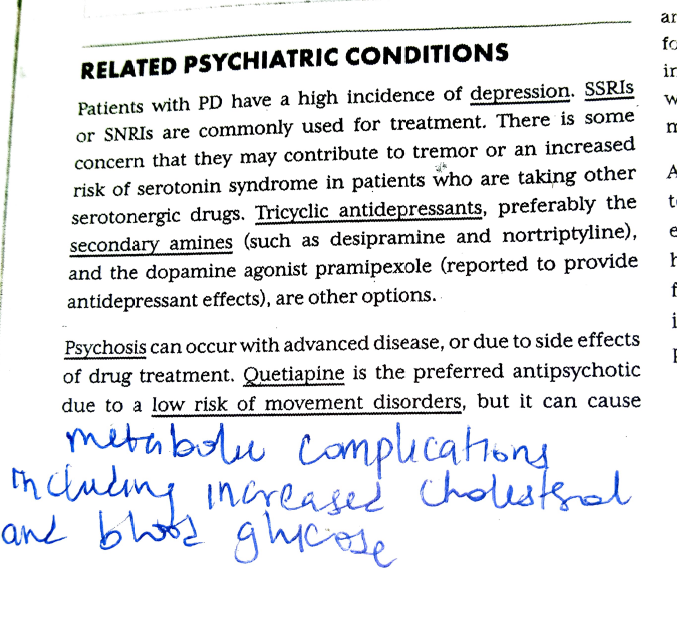 RELATED PSYCHIATRIC CONDITIONS
Patients with PD have a high incidence of depression. SSRIs
or SNRIs are commonly used for treatment. There is some
concern that they may contribute to tremor or an increased
risk of serotonin syndrome in patients who are taking other
serotonergic drugs. Tricyclic antidepressants, preferably the
secondary amines (such as desipramine and nortriptyline),
and the dopamine agonist pramipexole (reported to provide
antidepressant effects), are other options.
Psychosis can occur with advanced disease, or due to side effects
of drug treatment. Quetiapine is the preferred antipsychotic
due to a low risk of movement disorders, but it can cause
metabolic complications
including increased cholesterol
and blood glycose